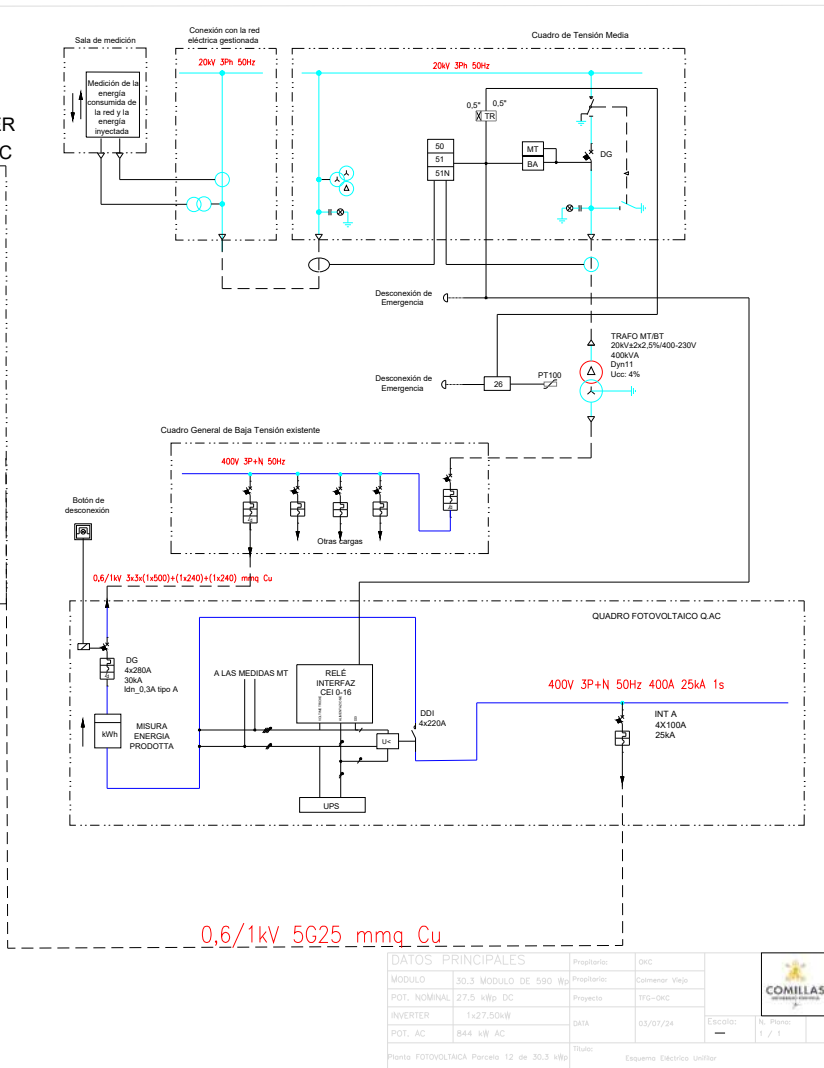 Sala de medición
Conexión con la red
eléctrica gestionada
Cuadro de Tensión Media
20kV 3Ph 50Hz
20kV 3Ph 50Hz
Medición de la
energía
consumida de
la red y la
energía
inyectada
ER
C
0,5"
0,5"
TR
50
51
51N
MT
BA
DG
Desconexión de
Emergencia
TRAFO MT/BT
20kV±2x2,5%/400-230V
400kVA
Dyn11
Ucc: 4%
Desconexión de
Emergencia
26
PT100
Cuadro General de Baja Tensión existente
400V 3P+N 50Hz
Otras cargas
Botón de
desconexión
0,6/1kV 3x3x(1x500)+(1x240)+(1x240) mmq Cu
QUADRO FOTOVOLTAICO Q.AC
DG
4x280A
30kA
Idn_0,3A tipo A
A LAS MEDIDAS MT
RELÈ
INTERFAZ
CEI 0-16
400V 3P+N 50Hz 400A 25kA 1s
DDI
4x220A
INT A
4X100A
25kA
kWh
MISURA
ENERGIA
PRODOTTA
U<
UPS
0,6/1kV 5G25 mmq Cu
DATOS PRINCIPALES
Propitario:
OKC
MODULO
30.3 MODULO DE 590 Wp
Propitario:
Colmenar Viejo
POT. NOMINAL
27.5 kWp DC
Proyecto
TFG-OKC
INVERTER
1x27.50kW
DATA
03/07/24
Escala:
N. Plano:
POT. AC
844 kW AC
1 / 1
Planta FOTOVOLTAICA Parcela 12 de 30,3 kWp
Título:
Esquema Eléctrico Unifilar
COMILLAS